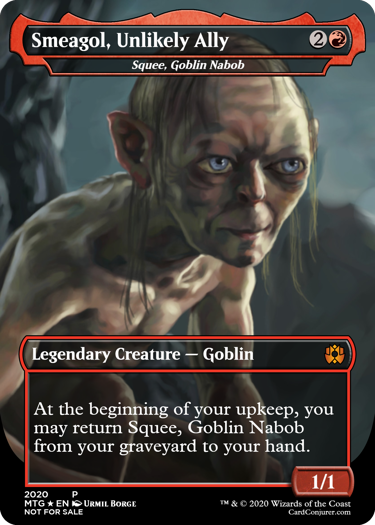 Smeagol, Unlikely Ally 2
Squee, Goblin Nabob
Legendary Creature — Goblin
At the beginning of your upkeep, you
may return Squee, Goblin Nabob
from your graveyard to your hand.
1/1
2020 P
MTG ★ EN Urmil Borge ™ & © 2020 Wizards of the Coast
NOT FOR SALE CardConjurer.com